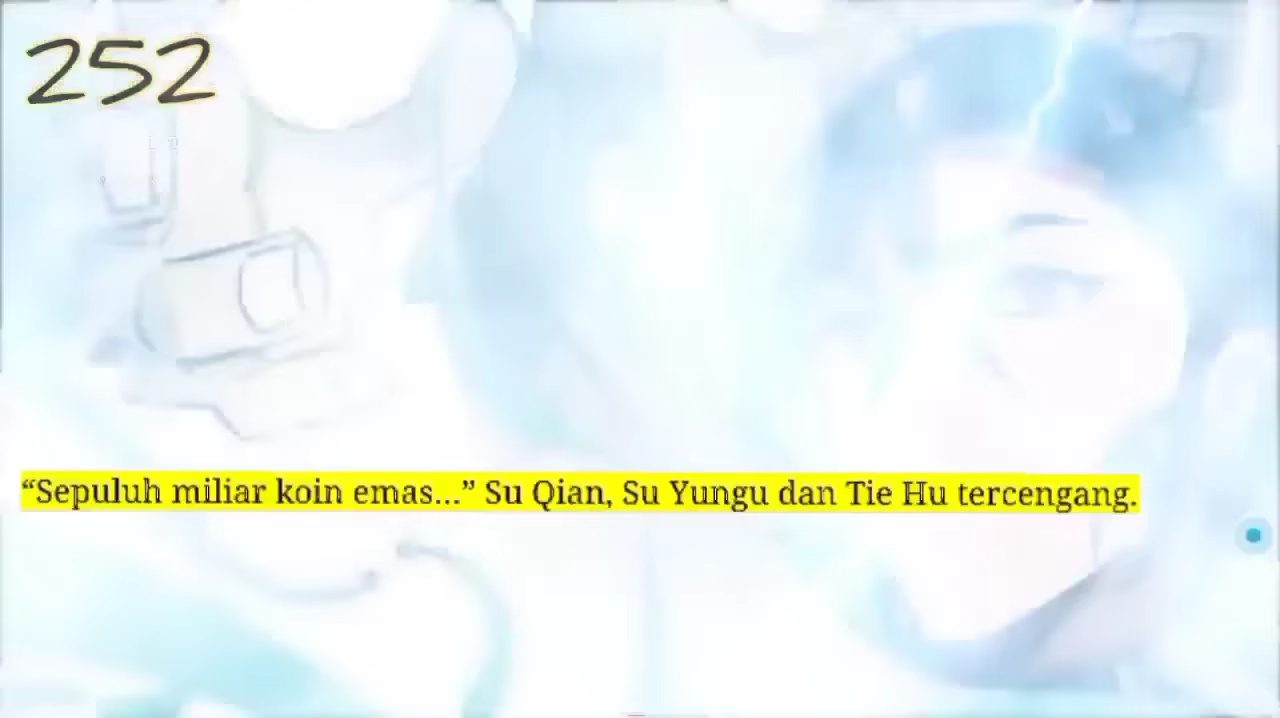 252
“Sepuluh miliar koin emas...” Su Qian, Su Yungu dan Tie Hu tercengang.